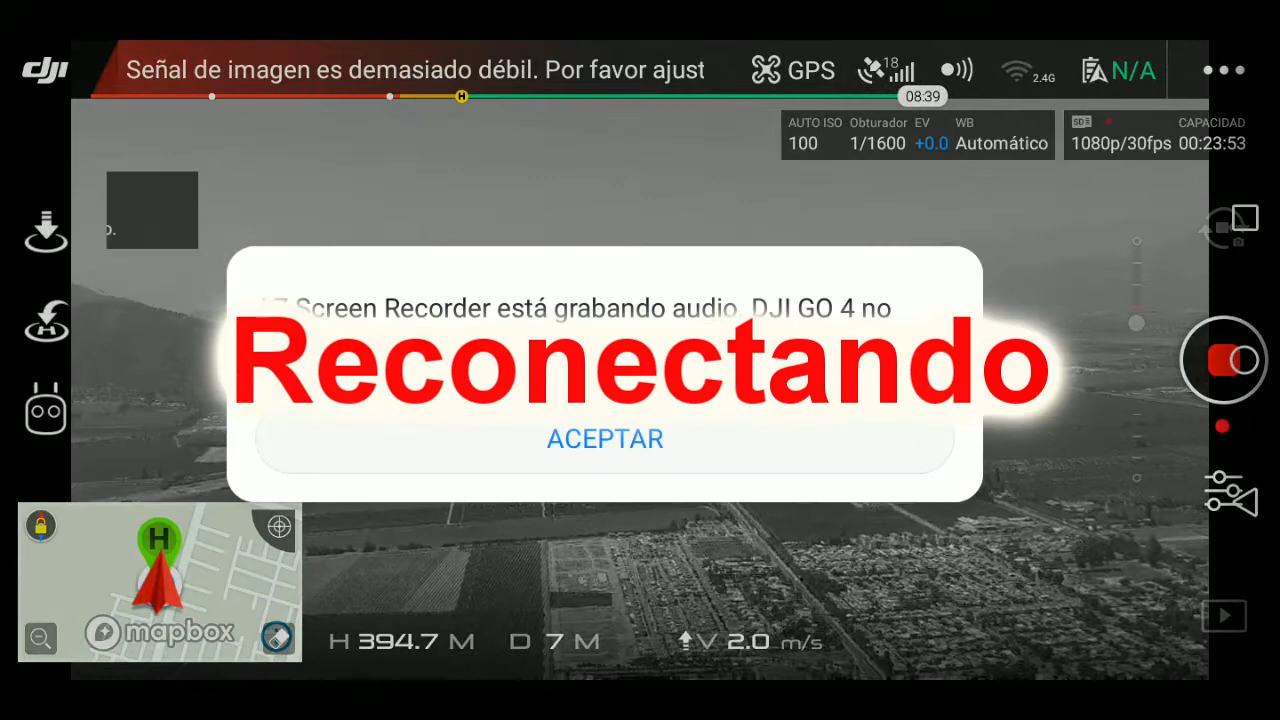 dji
Señal de imagen es demasiado débil. Por favor ajust
GPS
18
2.4G
N/A
H
08:39
AUTO ISO Obturador EV WB
100 1/1600 +0.0 Automático
CAPACIDAD
1080p/30fps 00:23:53
o.
Screen Recorder está grabando audio. DJI GO 4 no
Reconectando
ACEPTAR
H
mapbox
H 394.7 M D 7 M V 2.0 m/s